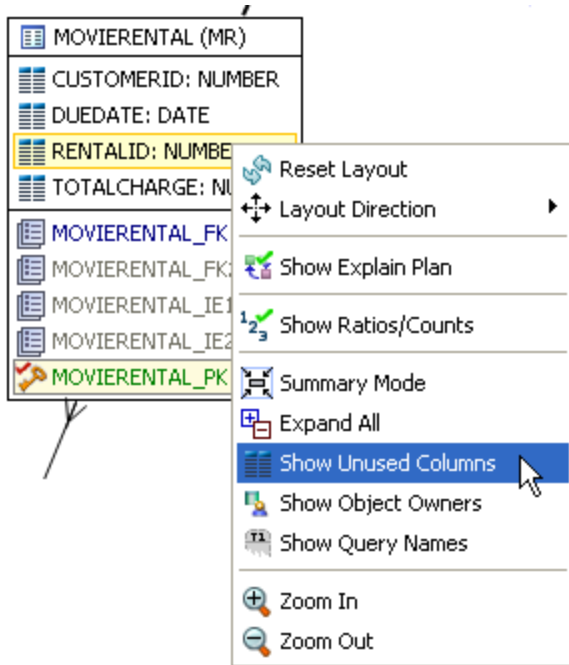 MOVIERENTAL (MR)
CUSTOMERID: NUMBER
DUEDATE: DATE
RENTALID: NUMBE
TOTALCHARGE: NU
MOVIERENTAL_FK
MOVIERENTAL_FK2
MOVIERENTAL_IE1
MOVIERENTAL_IE2
MOVIERENTAL_PK
Reset Layout
Layout Direction
Show Explain Plan
Show Ratios/Counts
Summary Mode
Expand All
Show Unused Columns
Show Object Owners
Show Query Names
Zoom In
Zoom Out